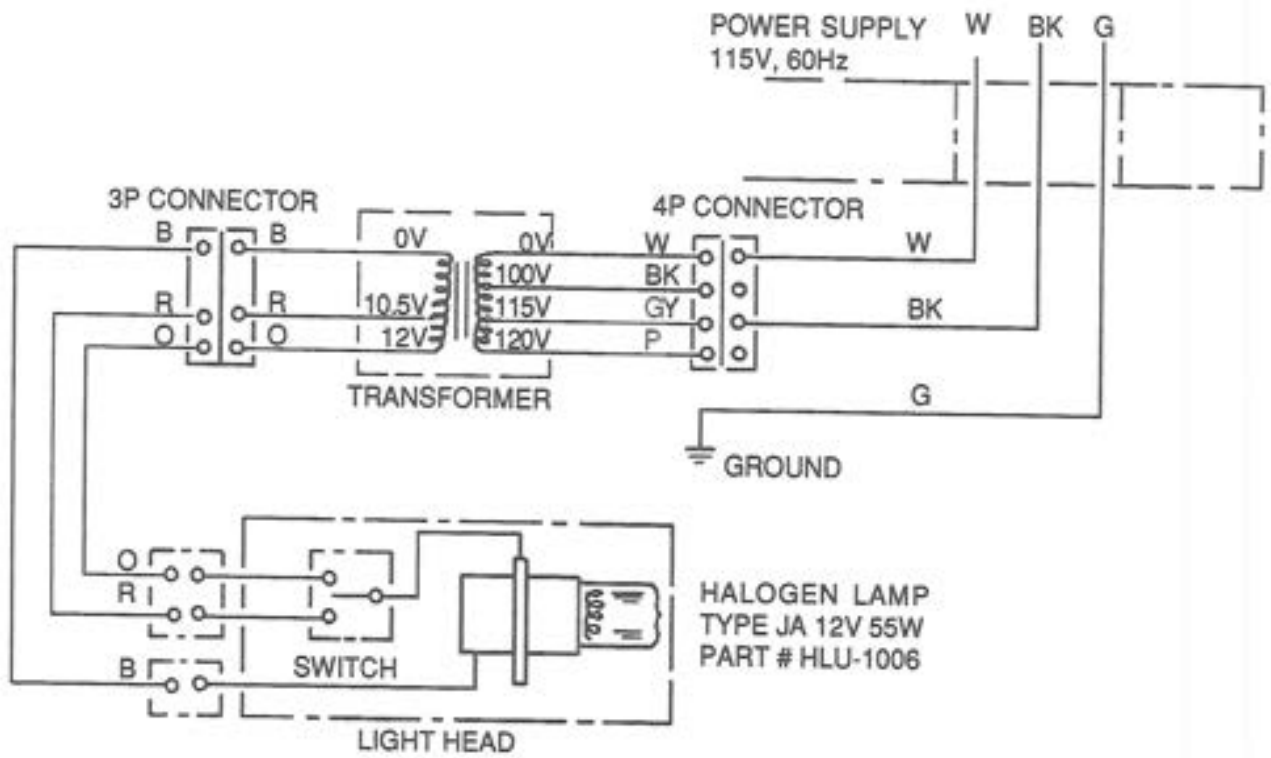 POWER SUPPLY
115V, 60Hz
W BK G
3P CONNECTOR
4P CONNECTOR
B B 0V 0V W W
100V BK
R R 10.5V 115V GY BK
O O 12V 120V P
TRANSFORMER
G
GROUND
O
R
B
SWITCH
HALOGEN LAMP
TYPE JA 12V 55W
PART # HLU-1006
LIGHT HEAD